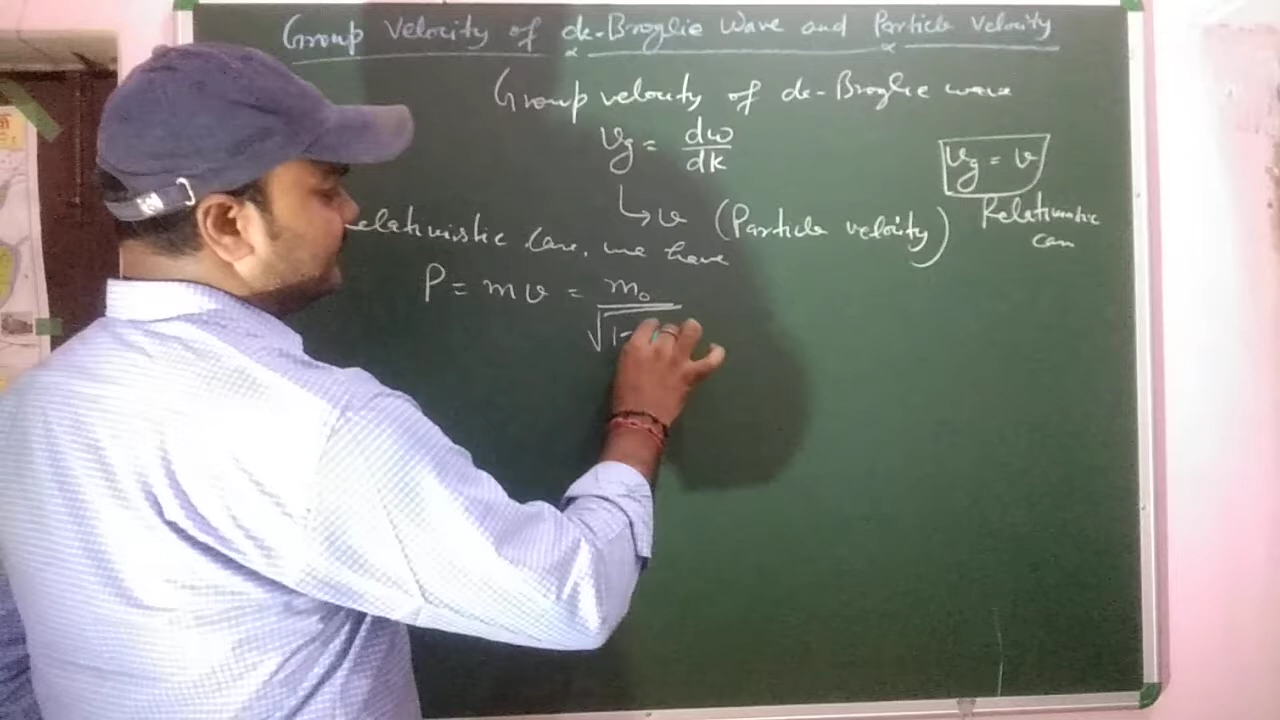 Group Velocity of de-Broglie Wave and Particle Velocity
Group velocity of de-Broglie wave
vg = dω/dk
vg = v
↳ v (Particle velocity)
Relativistic case
relativistic case, we have
P = mv = m₀
√1-